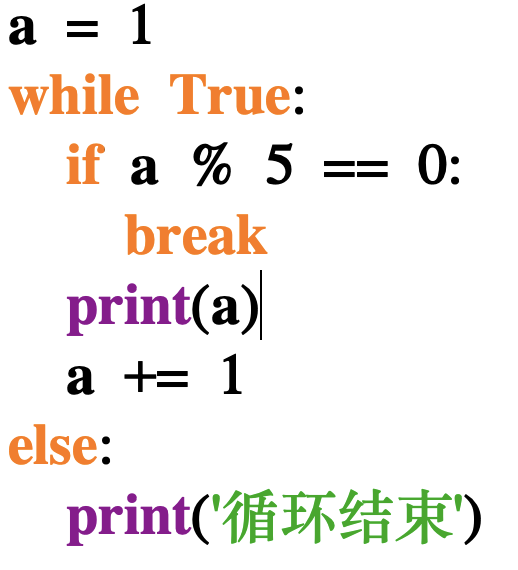 a = 1
while True:
  if a % 5 == 0:
    break
  print(a)
  a += 1
else:
  print('循环结束')